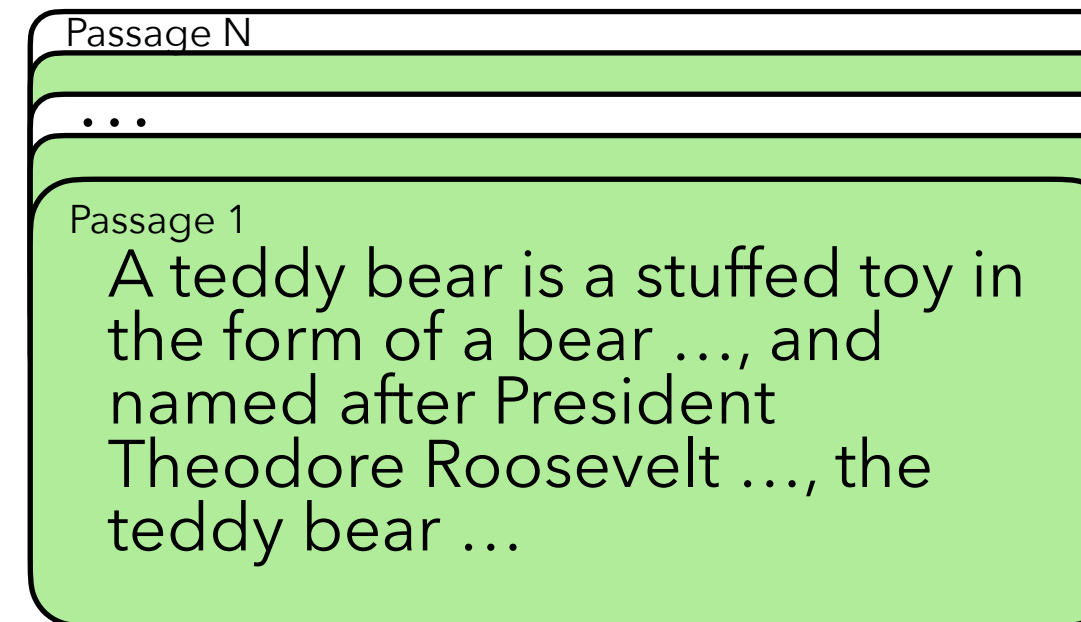 Passage N
...
Passage 1
A teddy bear is a stuffed toy in
the form of a bear …, and
named after President
Theodore Roosevelt …, the
teddy bear …